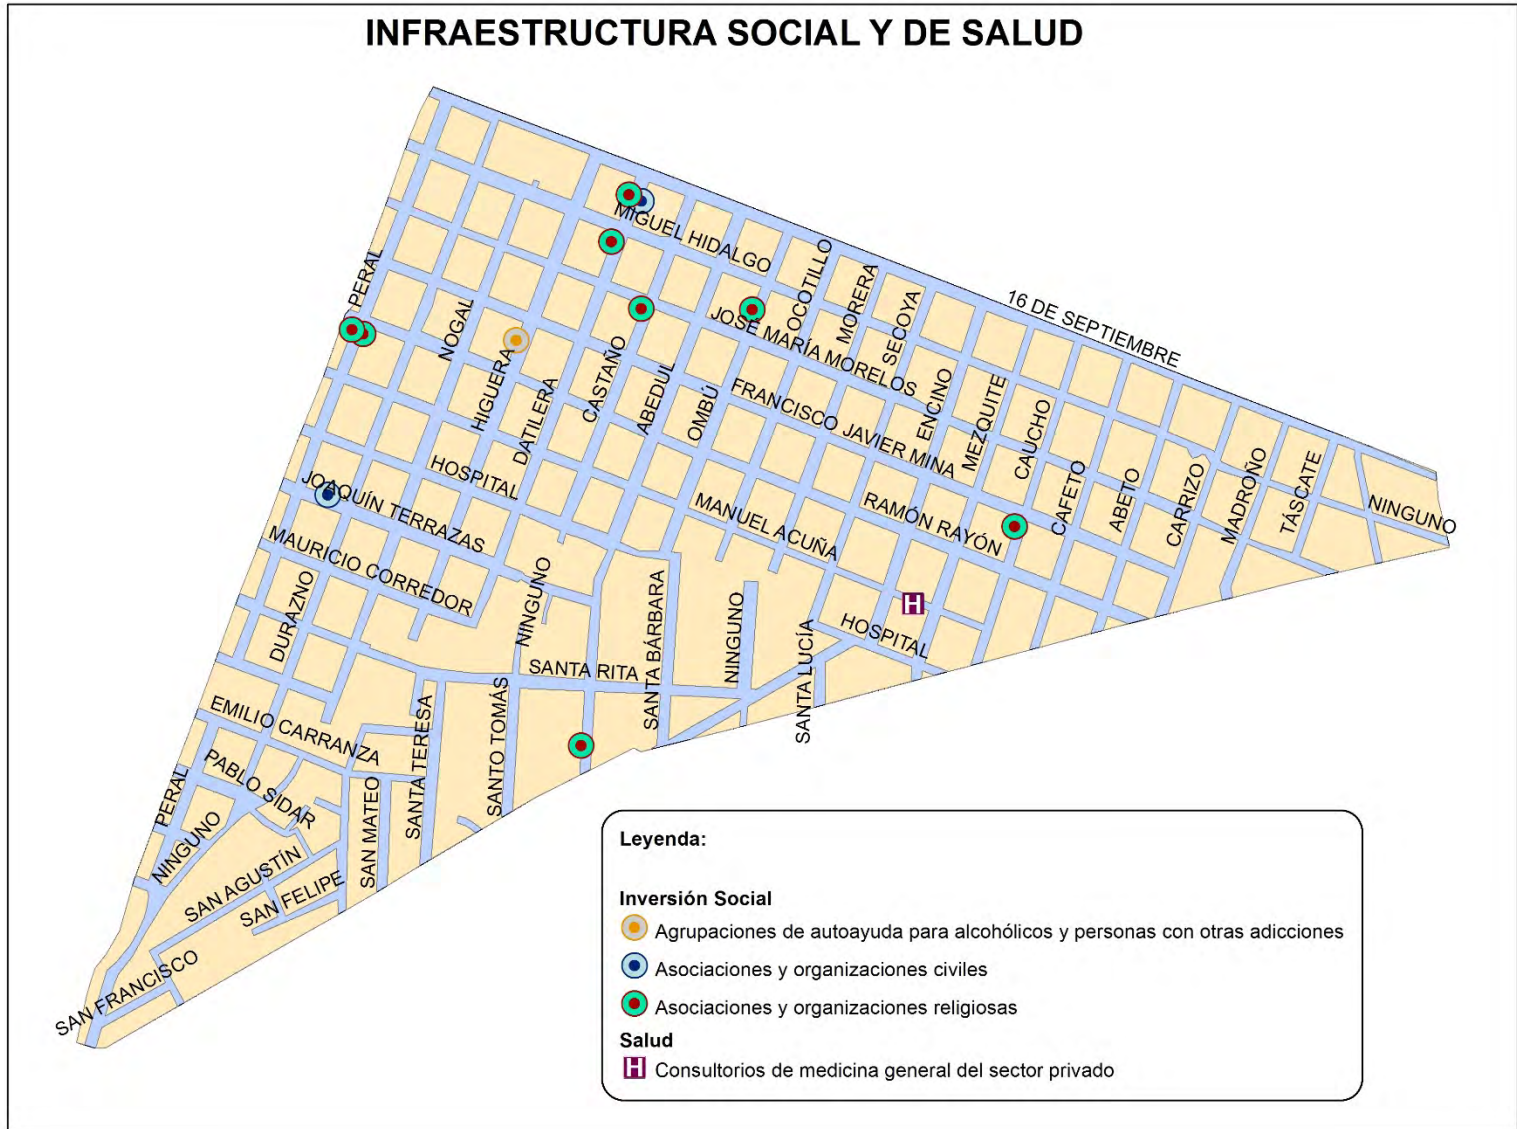 INFRAESTRUCTURA SOCIAL Y DE SALUD
MIGUEL HIDALGO
16 DE SEPTIEMBRE
PERAL
NOGAL
HIGUERA
DATILERA
CASTAÑO
ABEDUL
OMBÚ
OCOTILLO
MORERA
SECOYA
JOSÉ MARÍA MORELOS
FRANCISCO JAVIER MINA
ENCINO
MEZQUITE
CAUCHO
CAFETO
ABETO
CARRIZO
MADROÑO
TÁSCATE
NINGUNO
HOSPITAL
JOAQUÍN TERRAZAS
MANUEL ACUÑA
RAMÓN RAYÓN
MAURICIO CORREDOR
DURAZNO
NINGUNO
SANTA RITA
SANTA BÁRBARA
NINGUNO
SANTA LUCÍA
HOSPITAL
EMILIO CARRANZA
SANTA TERESA
SANTO TOMÁS
PERAL
PABLO SIDAR
NINGUNO
SAN MATEO
SAN AGUSTÍN
SAN FELIPE
SAN FRANCISCO
Leyenda:
Inversión Social
Agrupaciones de autoayuda para alcohólicos y personas con otras adicciones
Asociaciones y organizaciones civiles
Asociaciones y organizaciones religiosas
Salud
H Consultorios de medicina general del sector privado
H